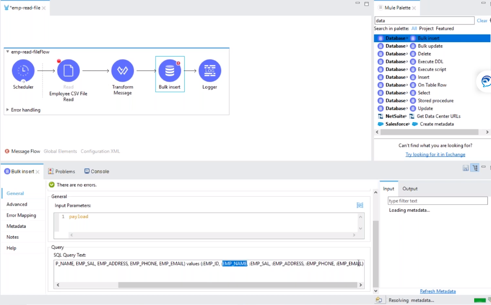 *emp-read-file
emp-read-fileFlow
Scheduler
Read
Employee CSV File
Read
Transform
Message
Bulk insert
Logger
Error handling
Message Flow
Global Elements
Configuration XML
Mule Palette
data
Clear
Search in palette:
Project: Featured
Database> Bulk insert
Database> Bulk update
Database> Delete
Database> Execute DDL
Database> Execute script
Database> Insert
Database> On Table Row
Database> Select
Database> Stored procedure
Database> Update
NetSuite> Get Data Center URLs
Salesforce> Create metadata
Can't find what you are looking for?
Try looking for it in Exchange
Bulk insert
Problems
Console
There are no errors.
General
Advanced
Error Mapping
Metadata
Notes
Help
General
Input Parameters
1 payload
Query
SQL Query Text:
P_NAME, EMP_SAL, EMP_ADDRESS, EMP_PHONE, EMP_EMAIL) values (:EMP_ID, :EMP_NAME, :EMP_SAL, :EMP_ADDRESS, :EMP_PHONE, :EMP_EMAIL)
Input
Output
type filter text
Loading metadata...
Refresh Metadata
Resolving metadata...